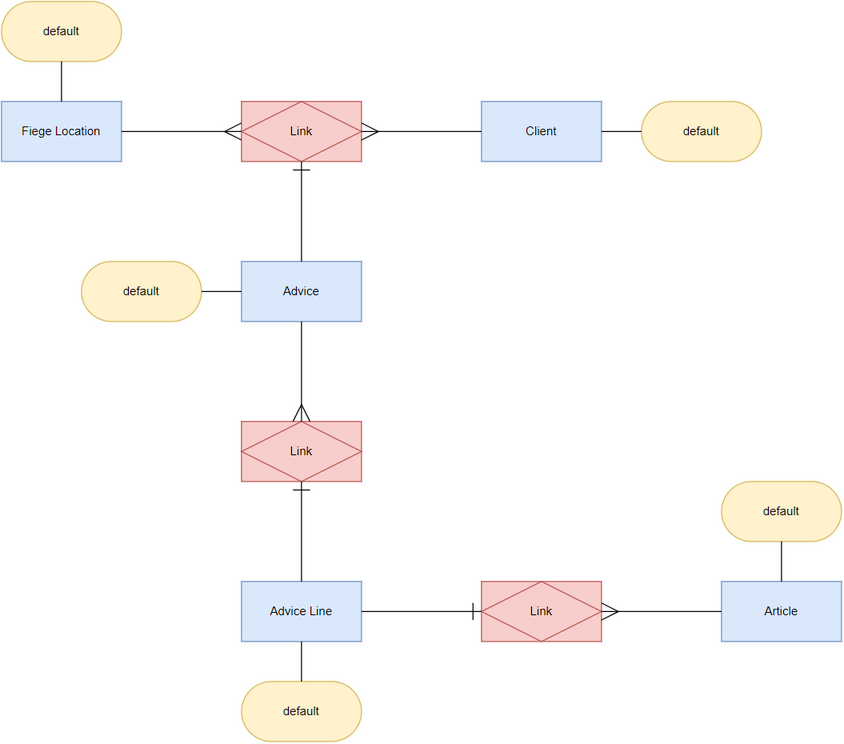 default
Fiege Location
Link
Client
default
default
Advice
Link
default
Advice Line
Link
Article
default